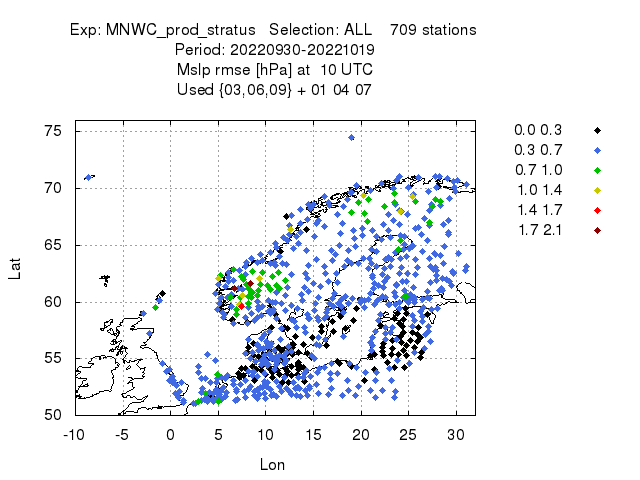 Exp: MNWC_prod_stratus   Selection: ALL    709 stations
Period: 20220930-20221019
Mslp rmse [hPa] at  10 UTC
Used {03,06,09} + 01 04 07
0.0 0.3
0.3 0.7
0.7 1.0
1.0 1.4
1.4 1.7
1.7 2.1
75
70
65
60
55
50
Lat
-10 -5 0 5 10 15 20 25 30
Lon